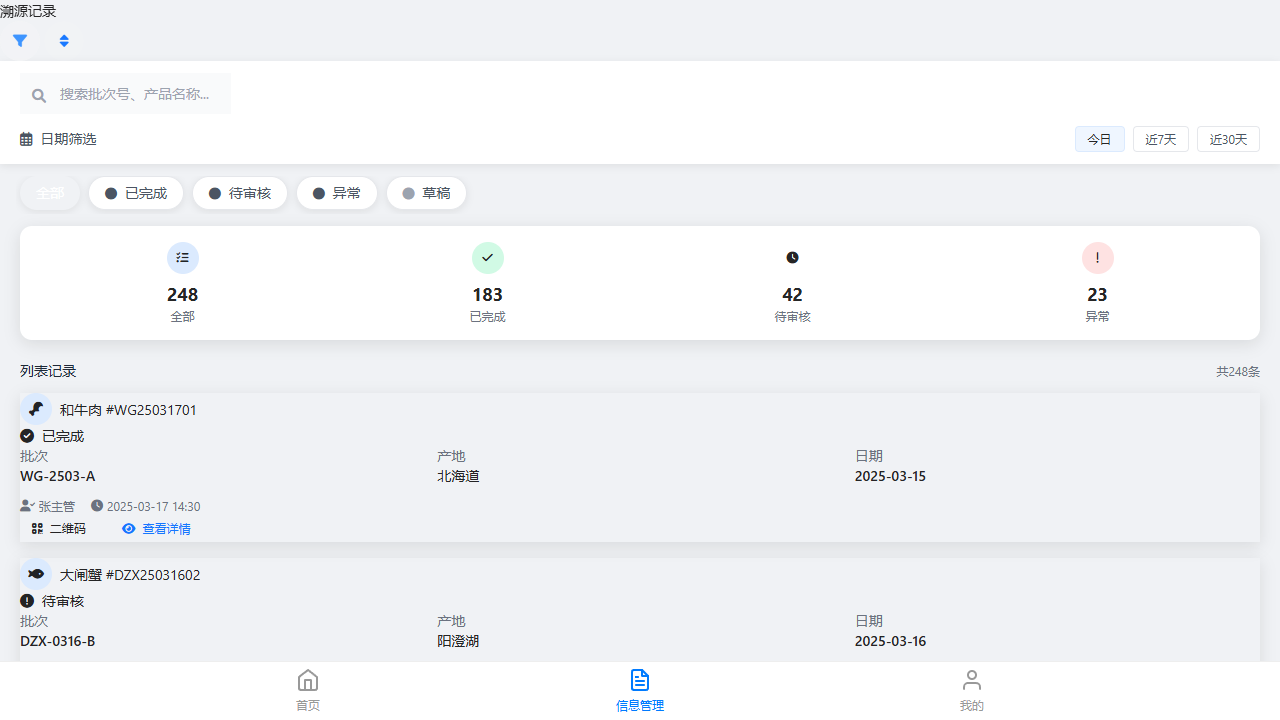 溯源记录
搜索批次号、产品名称...
日期筛选 今日 近7天 近30天
全部 已完成 待审核 异常 草稿
248 183 42 23
全部 已完成 待审核 异常
列表记录 共248条
和牛肉 #WG25031701
已完成
批次 产地 日期
WG-2503-A 北海道 2025-03-15
张主管 2025-03-17 14:30
二维码 查看详情
大闸蟹 #DZX25031602
待审核
批次 产地 日期
DZX-0316-B 阳澄湖 2025-03-16
首页 信息管理 我的